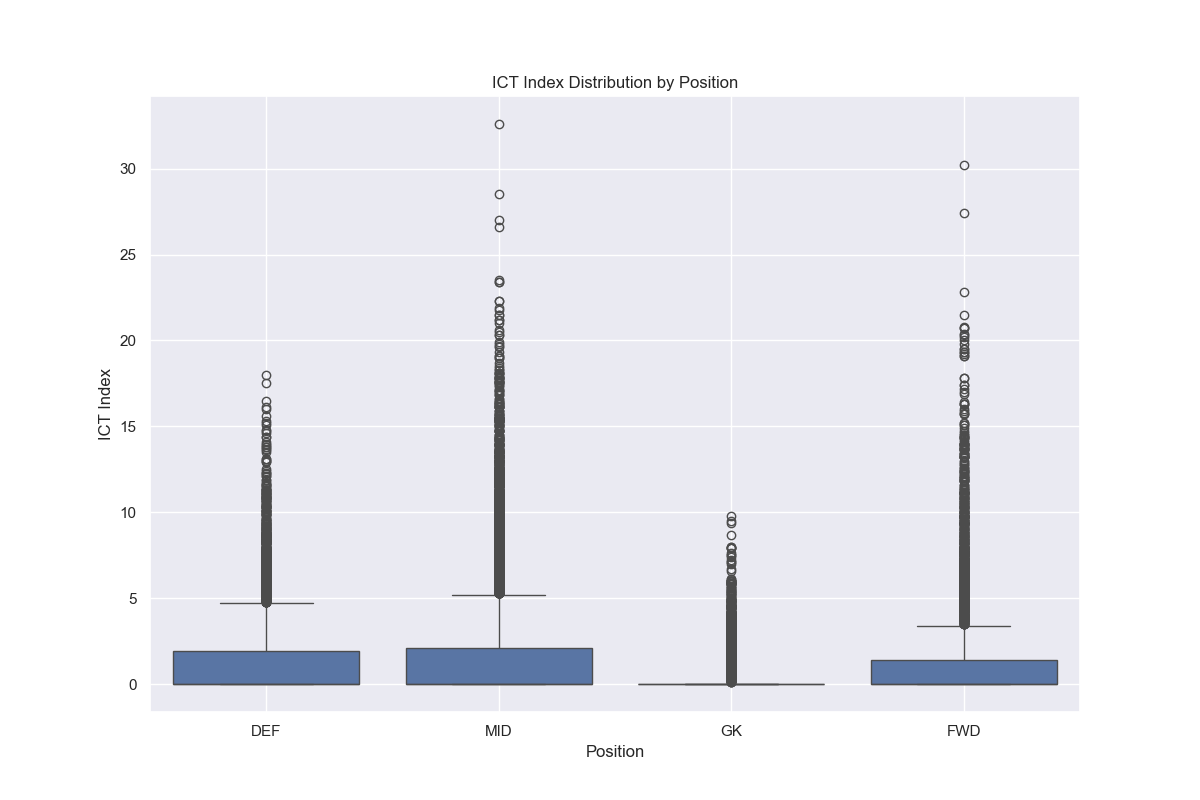 ICT Index Distribution by Position
30
25
20
15
10
5
0
ICT Index
DEF
MID
GK
FWD
Position